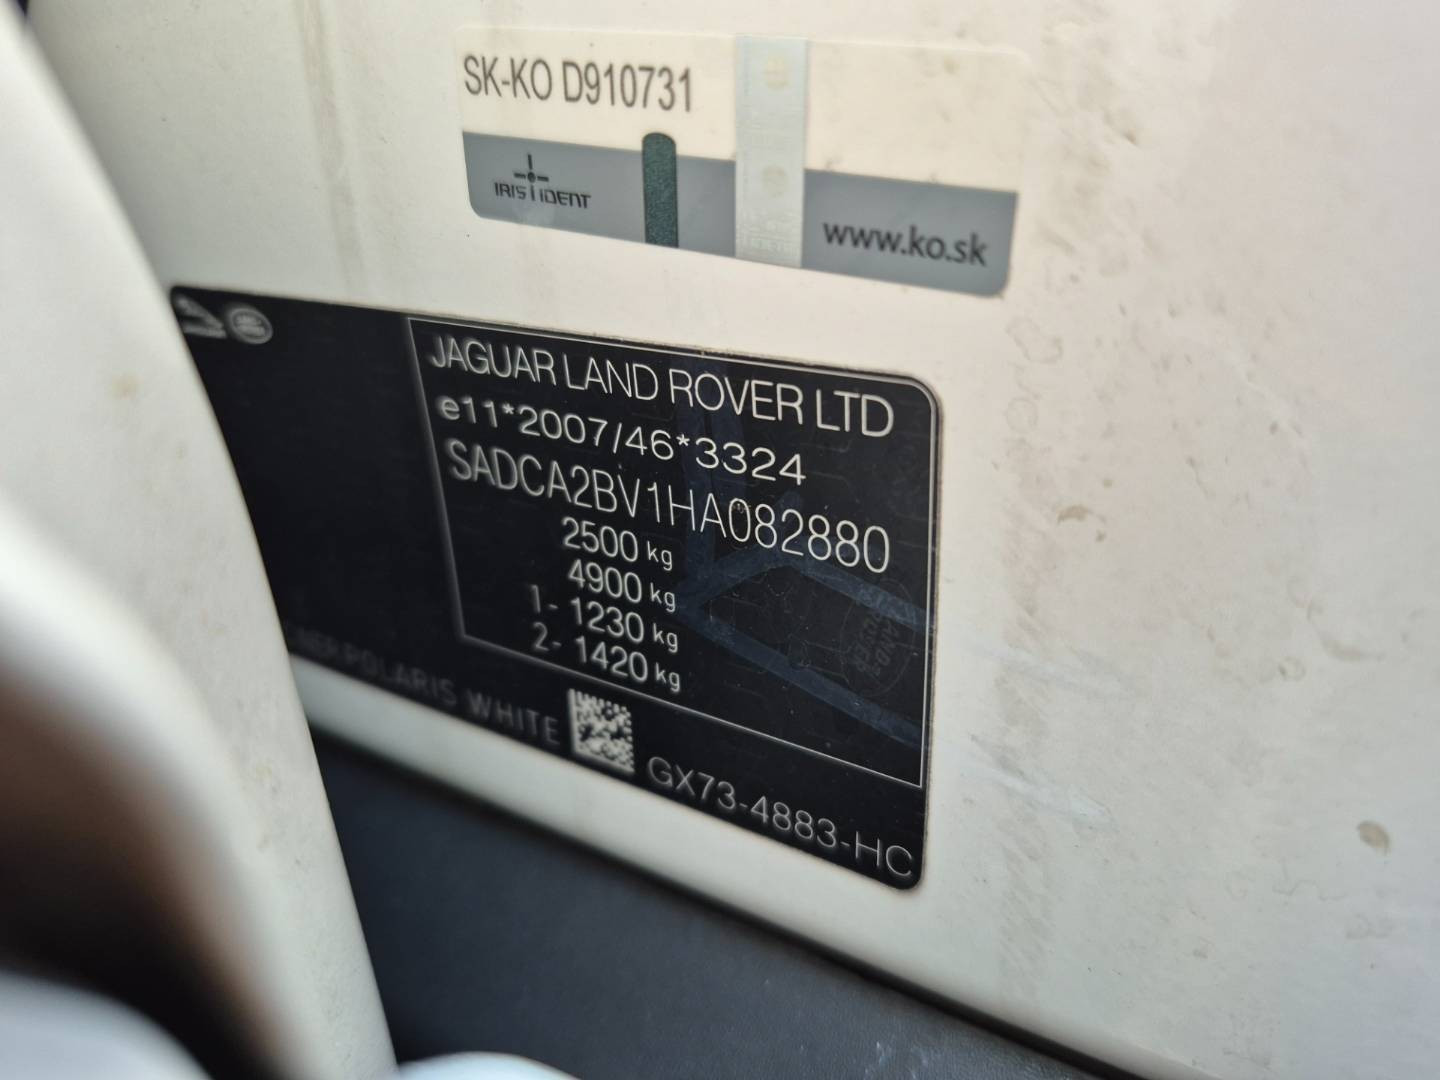 SK-KO D910731
IRIS IDENT
www.ko.sk
JAGUAR LAND ROVER LTD
e11*2007/46*3324
SADCA2BV1HA082880
2500 kg
4900 kg
1- 1230 kg
2- 1420 kg
POLARIS WHITE
GX73-4883-HC